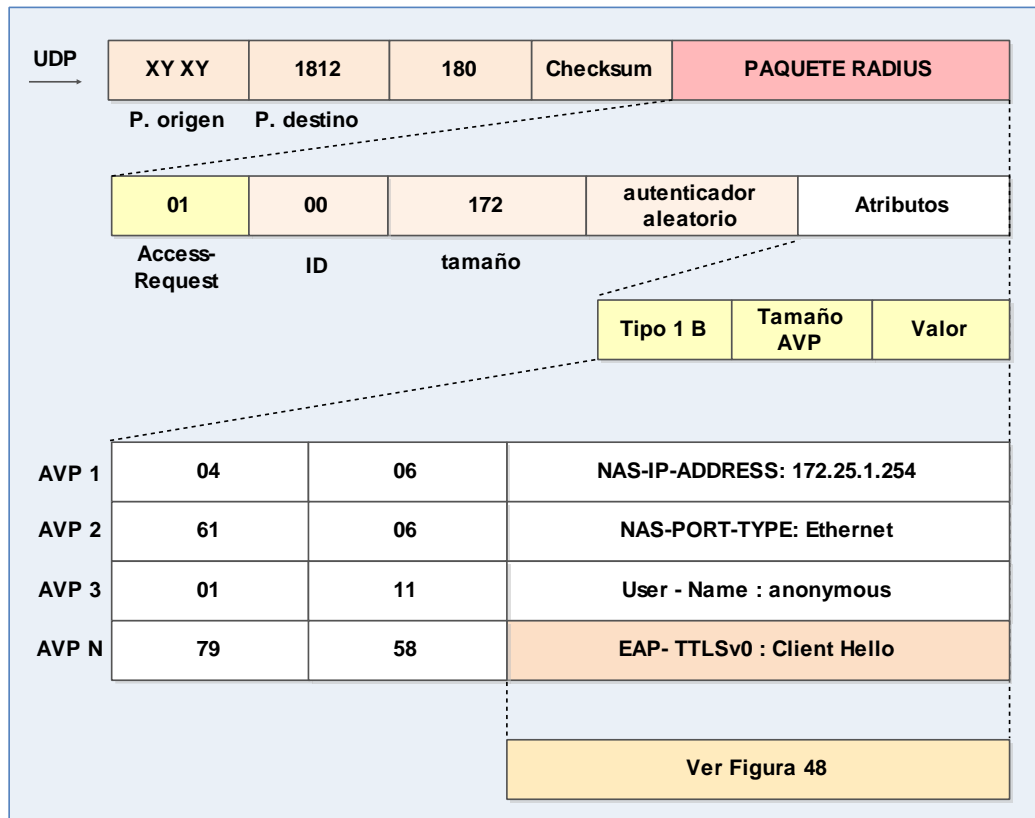 UDP
XY XY
1812
180
Checksum
PAQUETE RADIUS
P. origen
P. destino
01
00
172
autenticador
aleatorio
Atributos
Access-
Request
ID
tamaño
Tipo 1 B
Tamaño
AVP
Valor
AVP 1
04
06
NAS-IP-ADDRESS: 172.25.1.254
AVP 2
61
06
NAS-PORT-TYPE: Ethernet
AVP 3
01
11
User - Name : anonymous
AVP N
79
58
EAP- TTLSv0 : Client Hello
Ver Figura 48